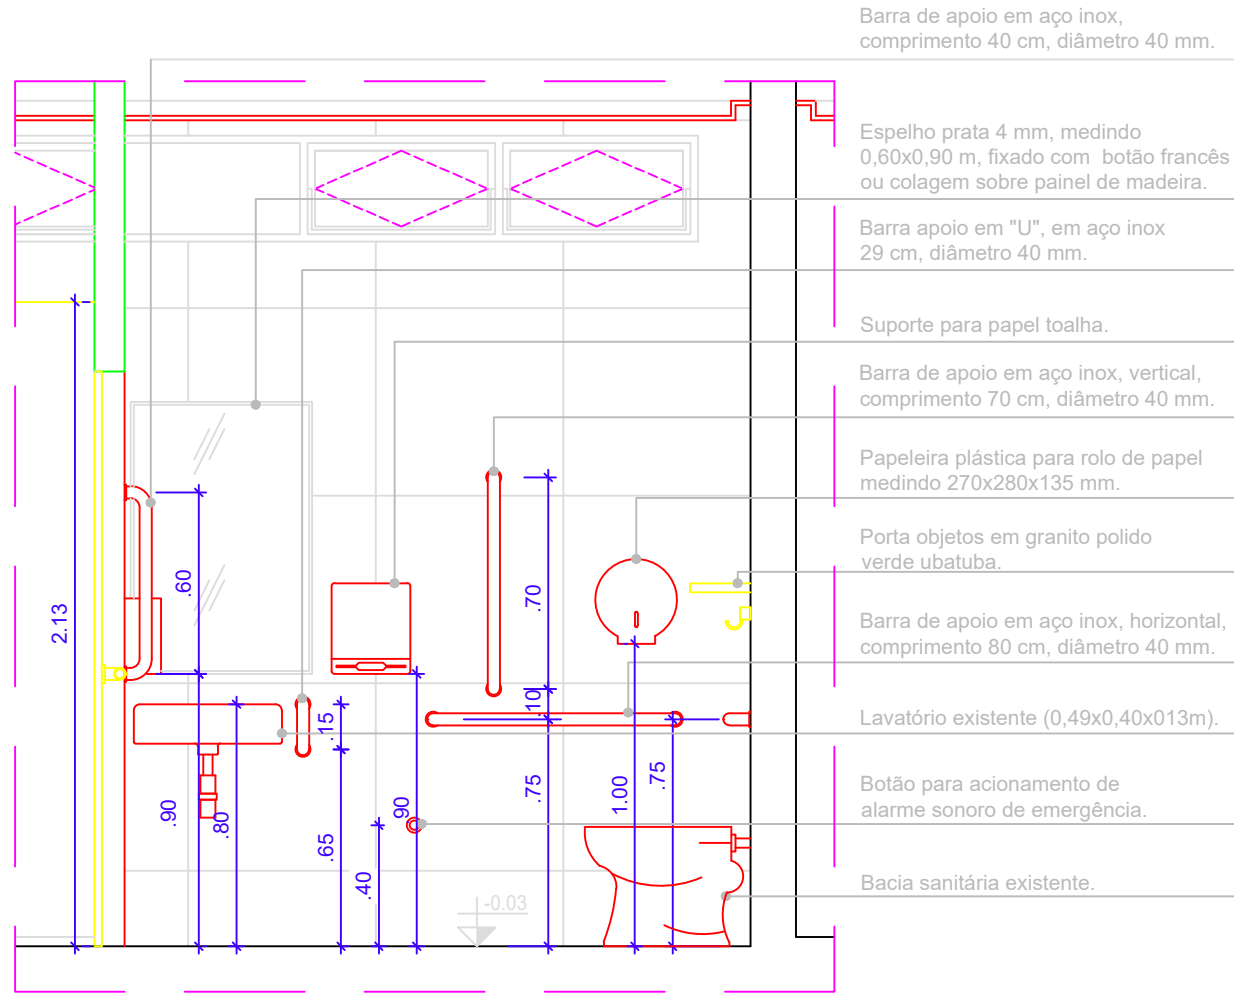 Barra de apoio em aço inox,
comprimento 40 cm, diâmetro 40 mm.
Espelho prata 4 mm, medindo
0,60x0,90 m, fixado com botão francês
ou colagem sobre painel de madeira.
Barra apoio em "U", em aço inox
29 cm, diâmetro 40 mm.
Suporte para papel toalha.
Barra de apoio em aço inox, vertical,
comprimento 70 cm, diâmetro 40 mm.
Papeleira plástica para rolo de papel
medindo 270x280x135 mm.
Porta objetos em granito polido
verde ubatuba.
Barra de apoio em aço inox, horizontal,
comprimento 80 cm, diâmetro 40 mm.
Lavatório existente (0,49x0,40x013m).
Botão para acionamento de
alarme sonoro de emergência.
Bacia sanitária existente.
2.13
.60
.90
.80
.15
.65
.40
.90
.70
.10
.75
1.00
.75
-0.03